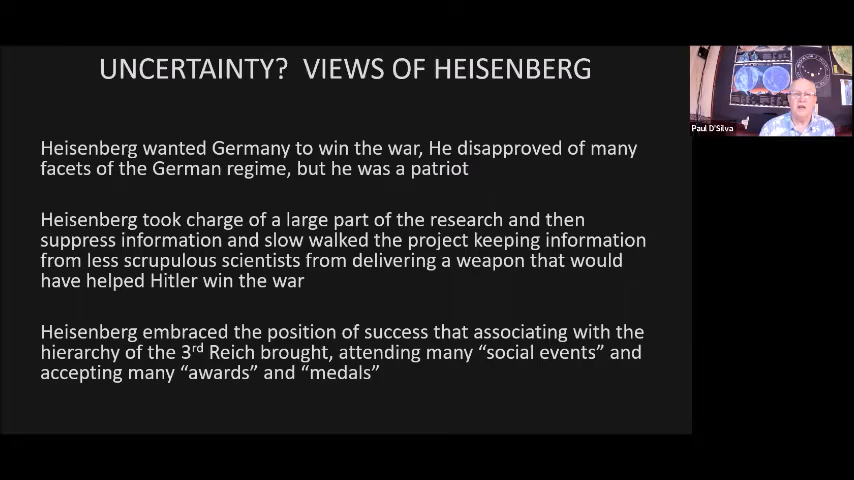 UNCERTAINTY? VIEWS OF HEISENBERG
Heisenberg wanted Germany to win the war, He disapproved of many
facets of the German regime, but he was a patriot
Heisenberg took charge of a large part of the research and then
suppress information and slow walked the project keeping information
from less scrupulous scientists from delivering a weapon that would
have helped Hitler win the war
Heisenberg embraced the position of success that associating with the
hierarchy of the 3rd Reich brought, attending many “social events” and
accepting many “awards” and “medals”
Paul D'Silva